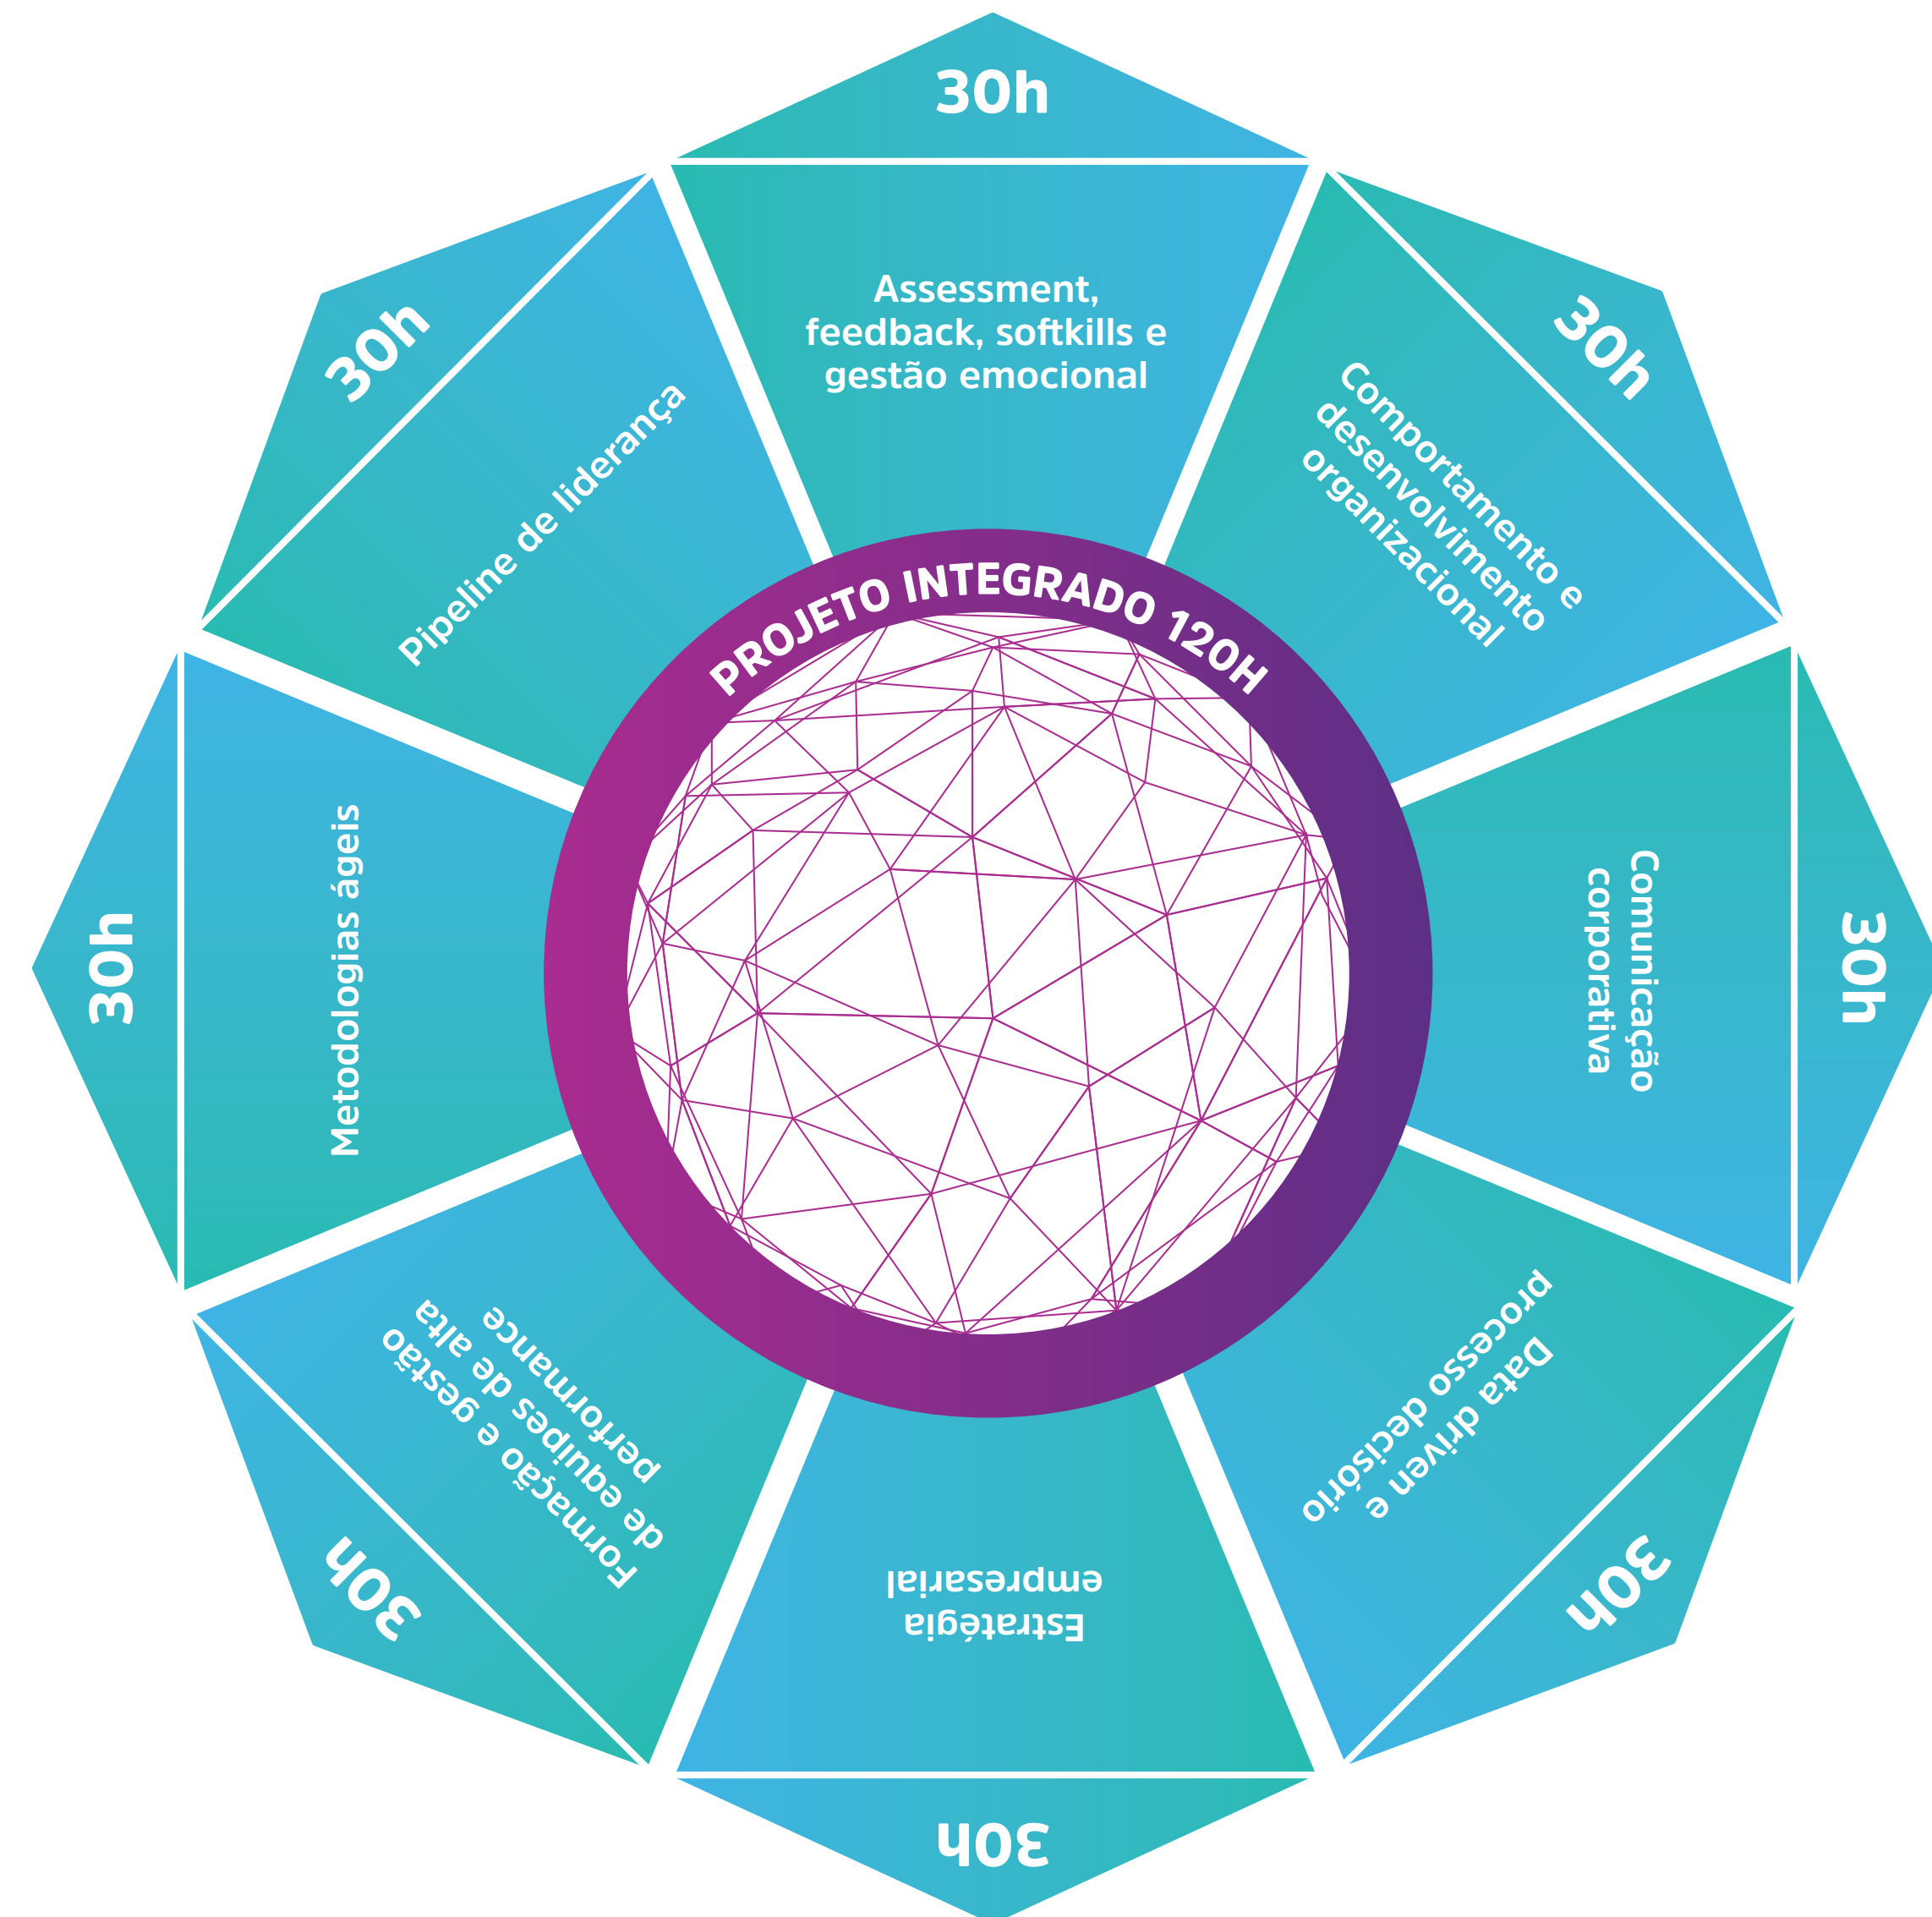 30h
Assessment,
feedback, softkills e
gestão emocional
30h
Comportamento e
desenvolvimento
organizacional
30h
Comunicação
corporativa
30h
Data driven e
processo decisório
30h
Estratégia
empresarial
30h
Formação e gestão
de equipes de alta
performance
30h
Metodologias ágeis
30h
Pipeline de liderança
PROJETO INTEGRADO 120H